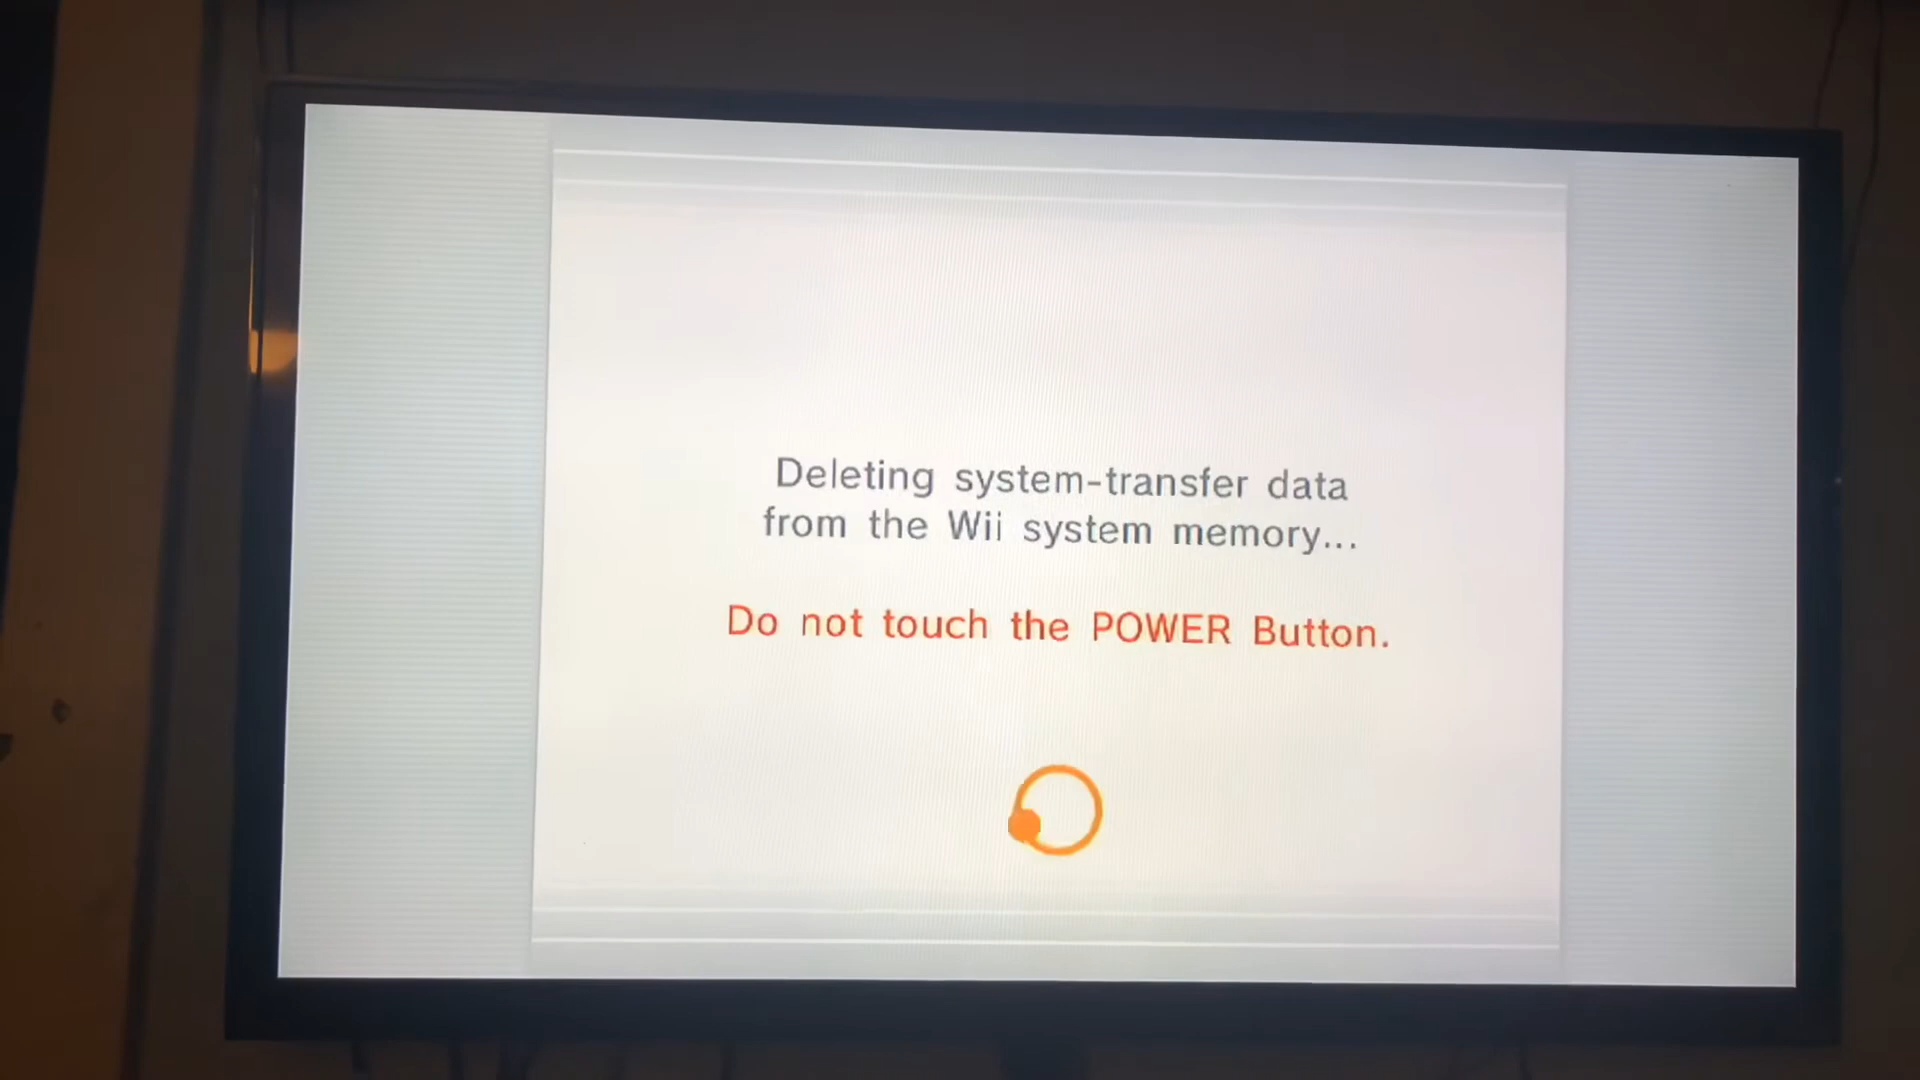 Deleting system-transfer data
from the Wii system memory...
Do not touch the POWER Button.